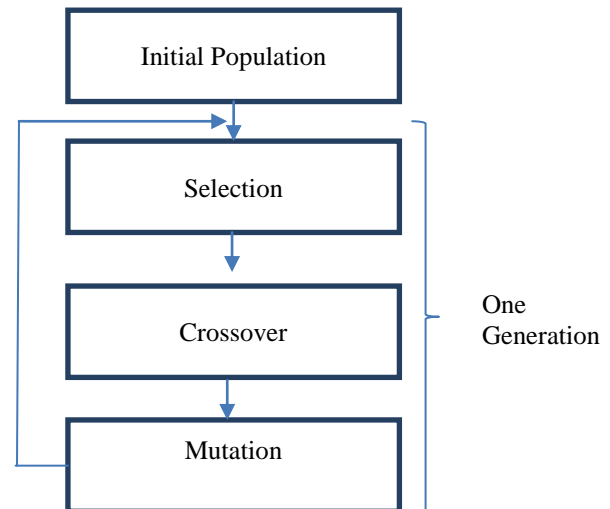 Initial Population
Selection
Crossover
One
Generation
Mutation